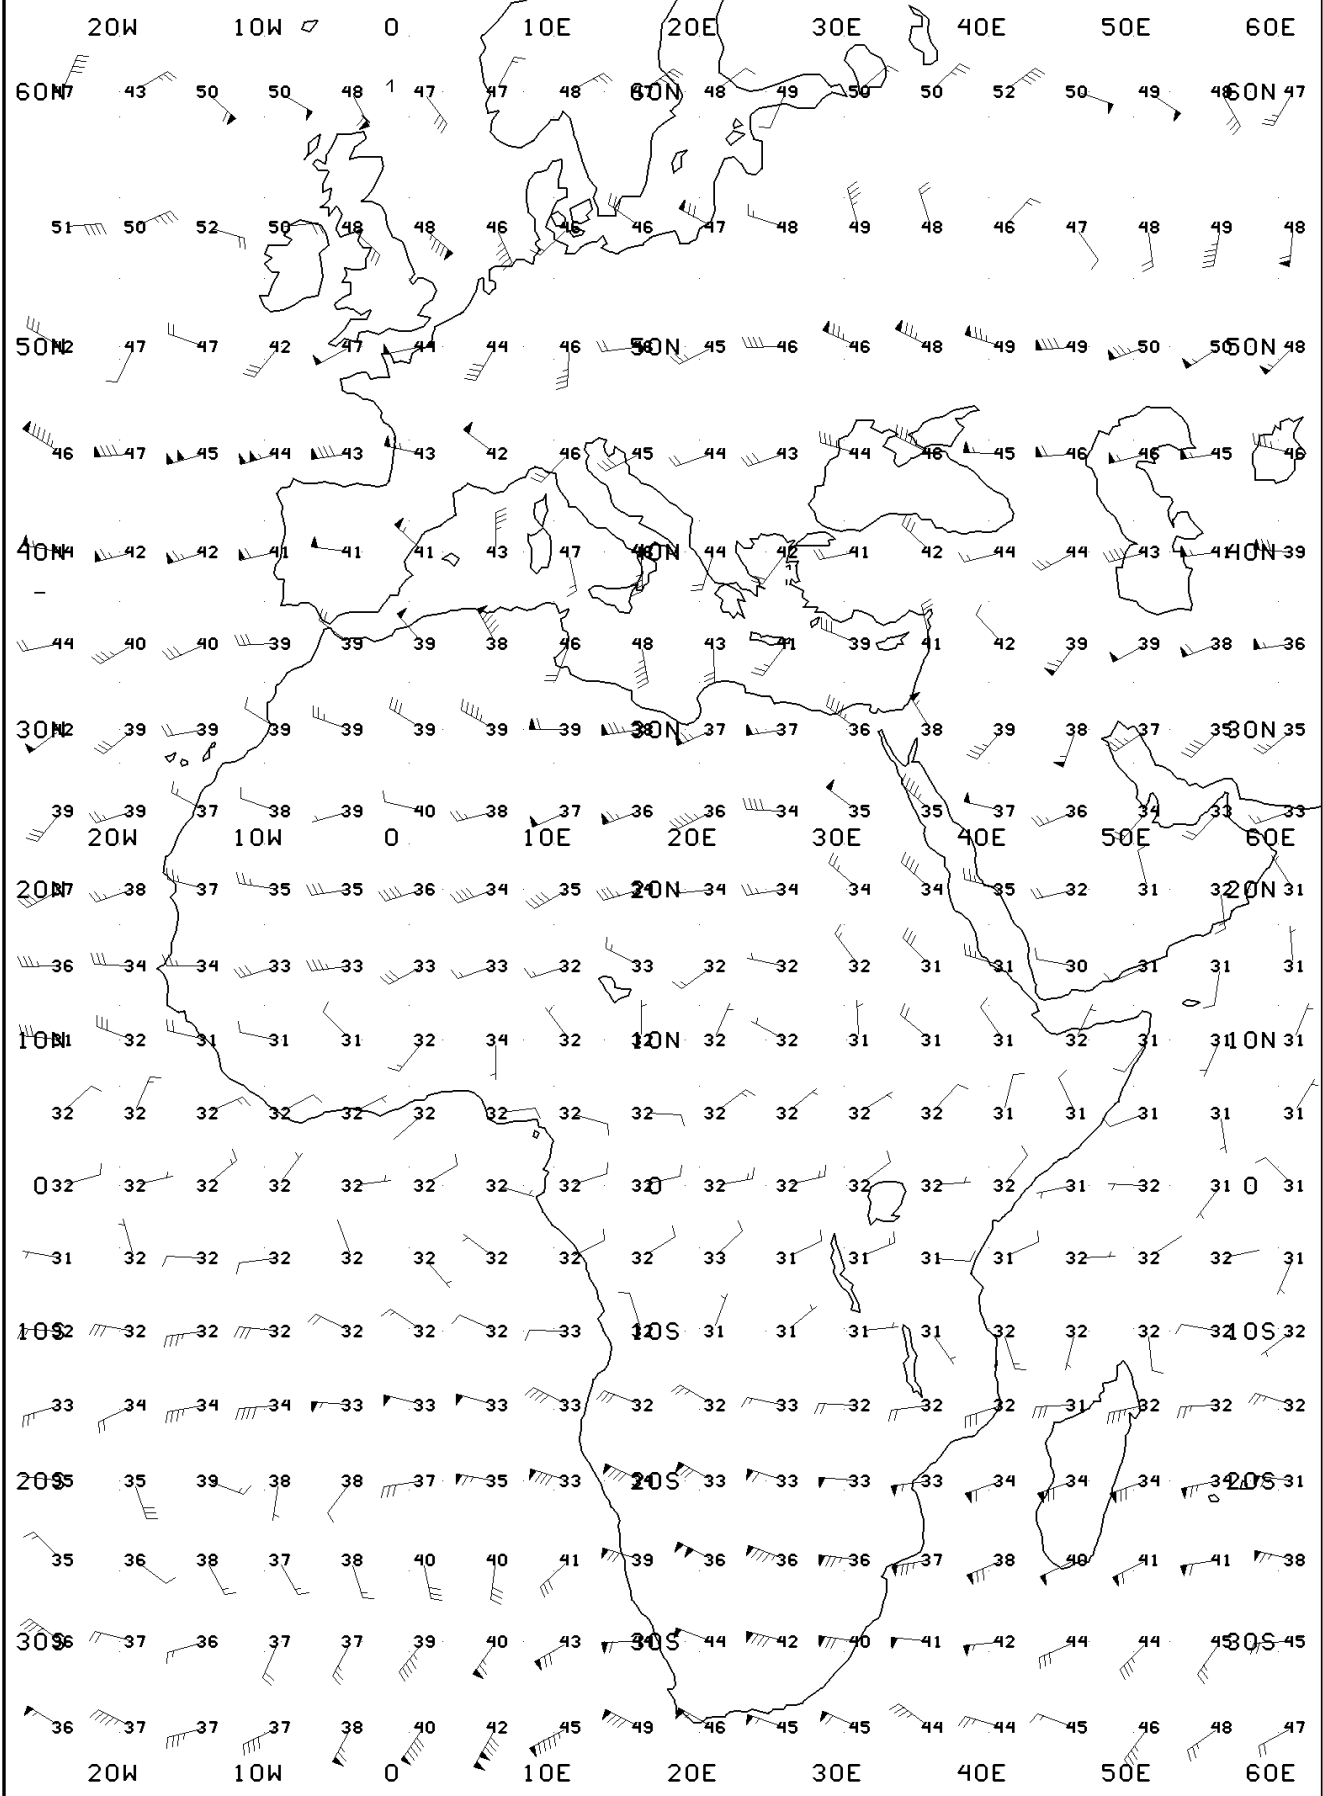 20W 10W 0 10E 20E 30E 40E 50E 60E
60N 47 43 50 50 48 1 47 47 48 47 60N 48 49 50 50 52 50 49 48 60N 47
51 50 52 50 48 48 46 46 46 47 48 49 48 46 47 48 49 48
50N 42 47 47 42 47 44 44 46 50N 45 46 46 48 49 49 50 50 50N 48
46 47 45 44 43 43 42 46 45 44 43 44 46 45 46 46 45 46
40N 44 42 42 41 41 41 43 47 40N 44 42 41 42 44 44 43 41 40N 39
44 40 40 39 39 39 38 46 48 43 41 39 41 42 39 39 38 36
30N 42 39 39 39 39 39 39 39 30N 37 37 36 38 39 38 37 35 30N 35
39 39 37 38 39 40 38 37 36 36 34 35 35 37 36 34 33 33
20W 10W 0 10E 20E 30E 40E 50E 60E
20N 37 38 37 35 35 36 34 35 34 20N 34 34 34 34 35 32 31 32 20N 31
36 34 34 33 33 33 33 32 33 32 32 32 31 31 30 31 31 31
10N 31 32 31 31 31 32 34 32 32 10N 32 32 31 31 31 32 31 31 10N 31
32 32 32 32 32 32 32 32 32 32 32 32 32 31 31 31 31 31
0 32 32 32 32 32 32 32 32 32 0 32 32 32 32 32 31 32 31 0 31
31 32 32 32 32 32 32 32 32 33 31 31 31 31 32 32 32 31
10S 32 32 32 32 32 32 32 33 32 10S 31 31 31 31 32 32 32 32 10S 32
33 34 34 34 33 33 33 33 32 32 33 32 32 32 31 32 32 32
20S 35 35 39 38 38 37 35 33 34 20S 33 33 33 33 34 34 34 34 20S 31
35 36 38 37 38 40 40 41 39 36 36 36 37 38 40 41 41 38
30S 36 37 36 37 37 39 40 43 30S 44 42 40 41 42 44 44 45 30S 45
36 37 37 37 38 40 42 45 49 46 45 45 44 44 45 46 48 47
20W 10W 0 10E 20E 30E 40E 50E 60E